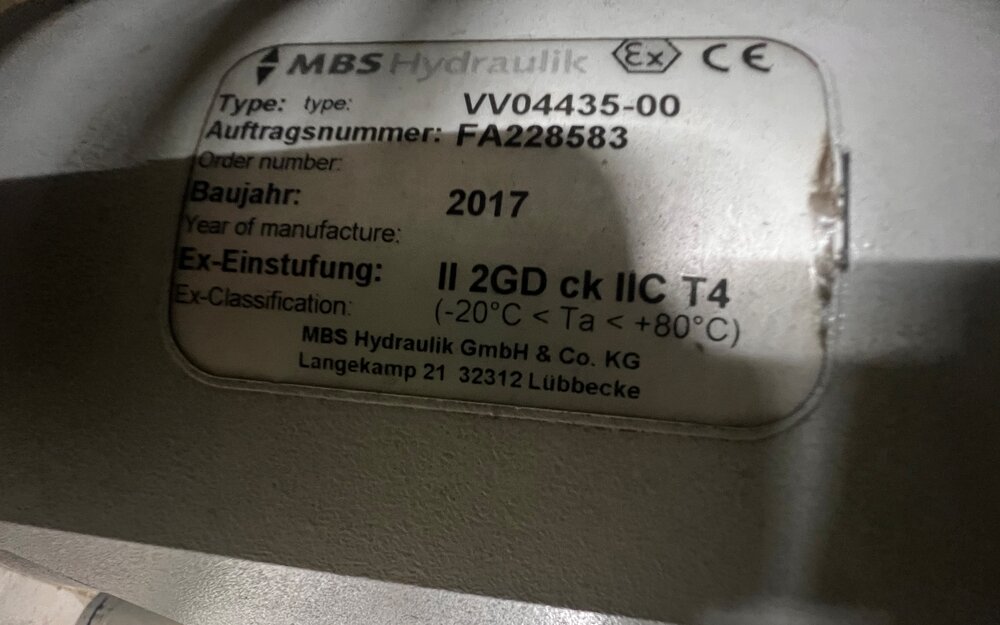 MBS Hydraulik Ex CE
Type: type: VV04435-00
Auftragsnummer: FA228583
Order number:
Baujahr: 2017
Year of manufacture:
Ex-Einstufung: II 2GD ck IIC T4
Ex-Classification: (-20°C < Ta < +80°C)
MBS Hydraulik GmbH & Co. KG
Langekamp 21 32312 Lübbecke